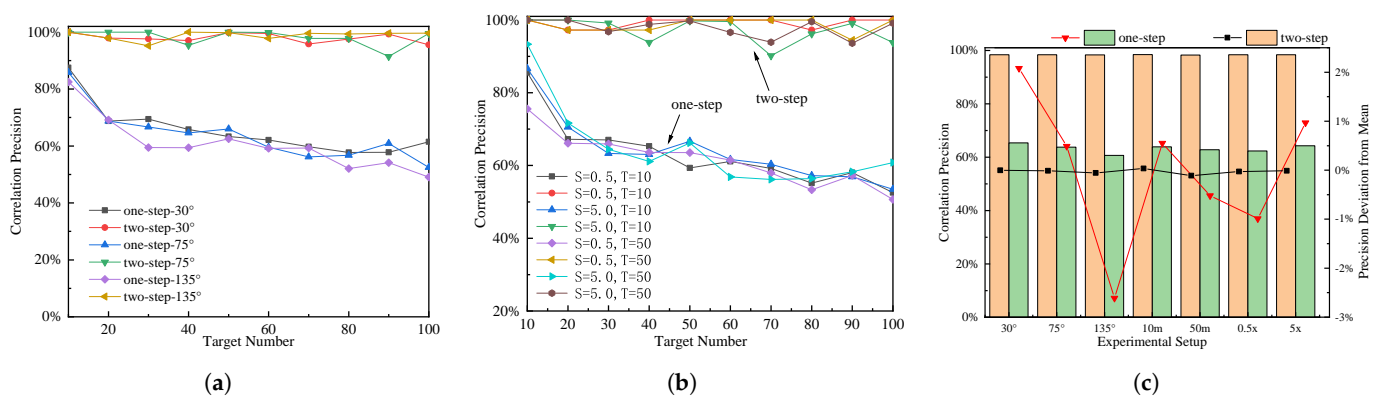 100%
80%
60%
40%
20%
0%
Correlation Precision
one-step-30°
two-step-30°
one-step-75°
two-step-75°
one-step-135°
two-step-135°
20 40 60 80 100
Target Number
(a)
100%
80%
60%
40%
20%
Correlation Precision
one-step
two-step
S=0.5, T=10
S=0.5, T=10
S=5.0, T=10
S=5.0, T=10
S=0.5, T=50
S=0.5, T=50
S=5.0, T=50
S=5.0, T=50
10 20 30 40 50 60 70 80 90 100
Target Number
(b)
one-step two-step
100%
80%
60%
40%
20%
0%
Correlation Precision
2%
1%
0%
-1%
-2%
-3%
Precision Deviation from Mean
30° 75° 135° 10m 50m 0.5x 5x
Experimental Setup
(c)